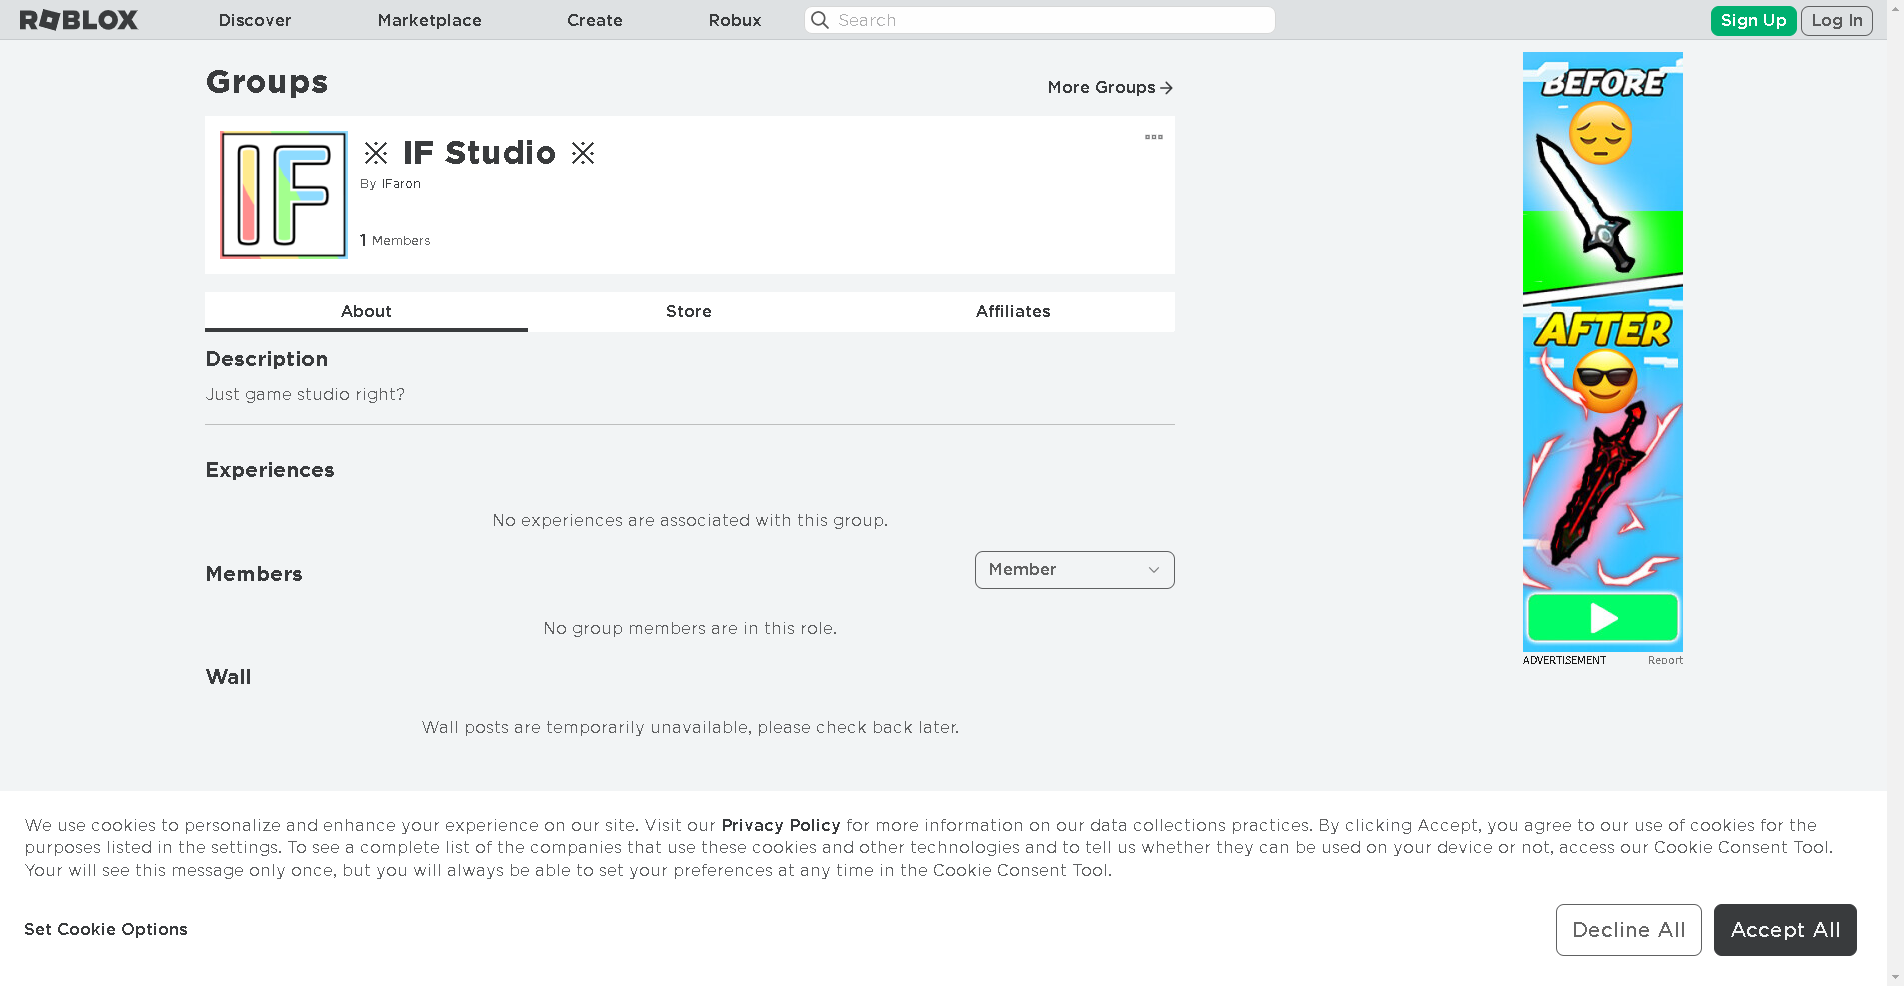 ROBLOX Discover Marketplace Create Robux Search Sign Up Log In
Groups
More Groups
IF
※ IF Studio ※
By IFaron
1 Members
About Store Affiliates
Description
Just game studio right?
Experiences
No experiences are associated with this group.
Members
Member
No group members are in this role.
Wall
Wall posts are temporarily unavailable, please check back later.
BEFORE
AFTER
ADVERTISEMENT Report
We use cookies to personalize and enhance your experience on our site. Visit our Privacy Policy for more information on our data collections practices. By clicking Accept, you agree to our use of cookies for the
purposes listed in the settings. To see a complete list of the companies that use these cookies and other technologies and to tell us whether they can be used on your device or not, access our Cookie Consent Tool.
Your will see this message only once, but you will always be able to set your preferences at any time in the Cookie Consent Tool.
Set Cookie Options
Decline All Accept All